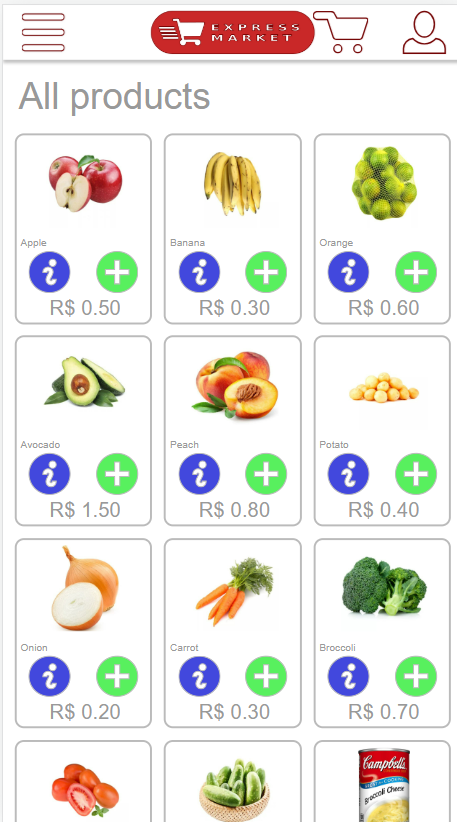 EXPRESS
MARKET
All products
Apple
Banana
Orange
R$ 0.50
R$ 0.30
R$ 0.60
Avocado
Peach
Potato
R$ 1.50
R$ 0.80
R$ 0.40
Onion
Carrot
Broccoli
R$ 0.20
R$ 0.30
R$ 0.70
Campbell's
Broccoli Cheese